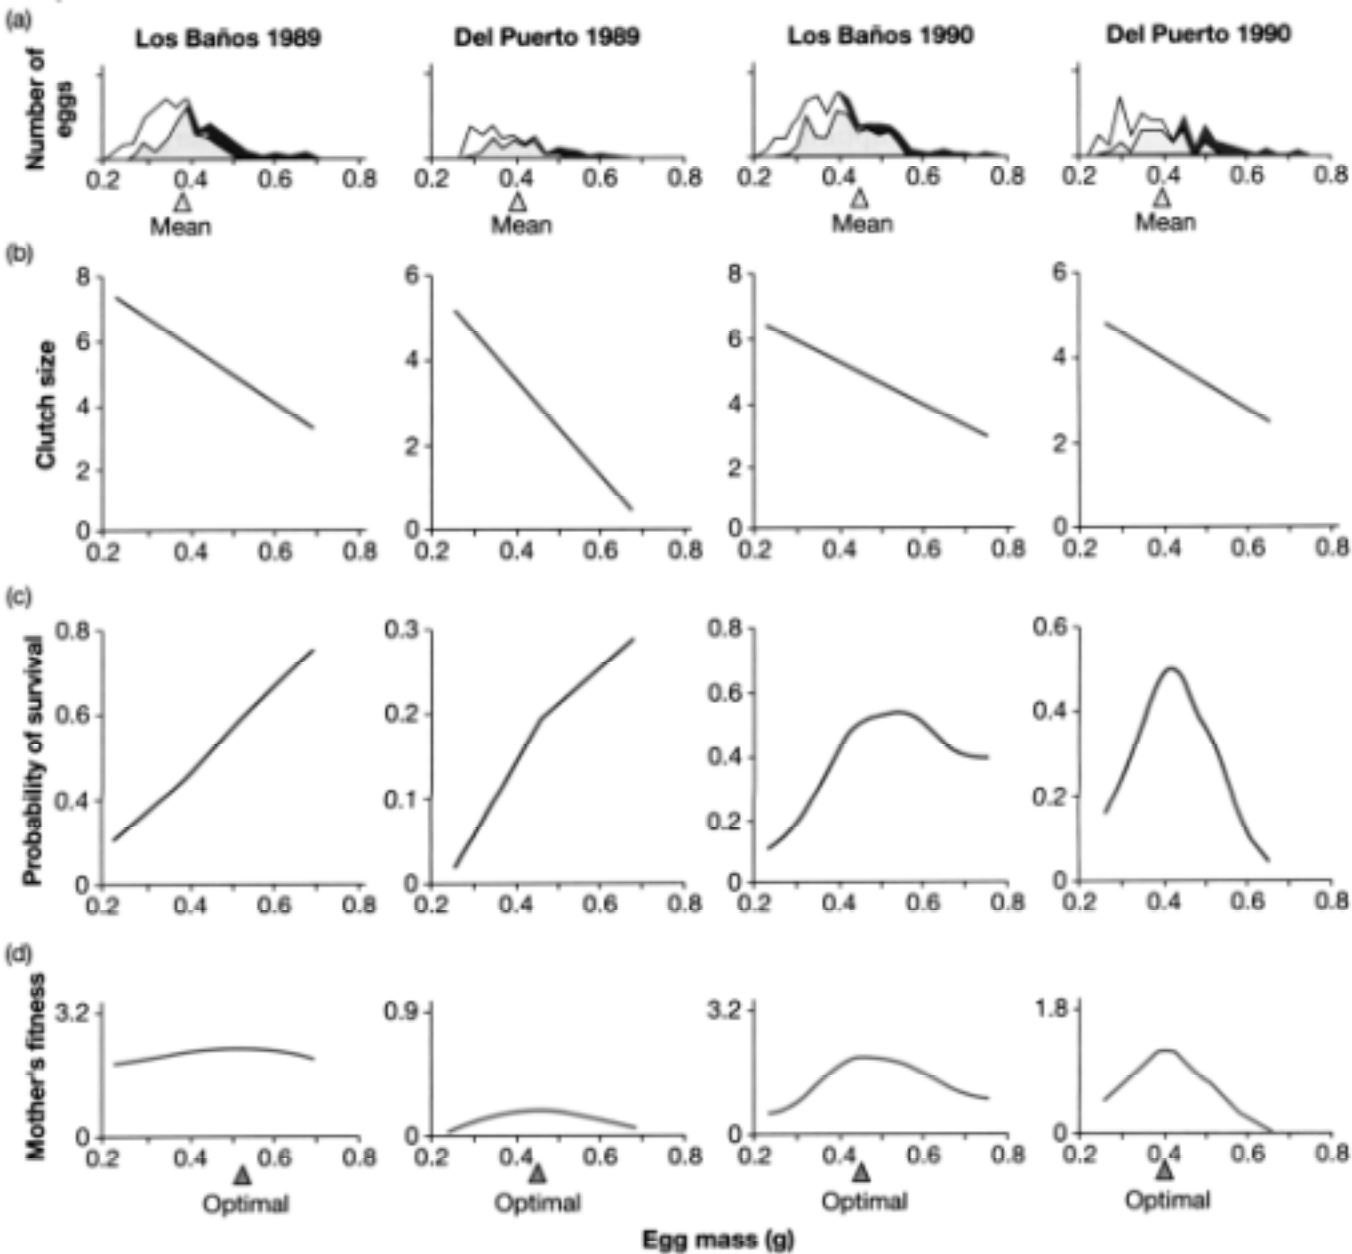 (a)
Los Baños 1989 Del Puerto 1989 Los Baños 1990 Del Puerto 1990
Number of
eggs
0.2 0.4 0.6 0.8 0.2 0.4 0.6 0.8 0.2 0.4 0.6 0.8 0.2 0.4 0.6 0.8
Mean Mean Mean Mean
(b)
Clutch size
8 6 8 6
6 4 6 4
4 2 4 2
2 0 2 0
0 0
0.2 0.4 0.6 0.8 0.2 0.4 0.6 0.8 0.2 0.4 0.6 0.8 0.2 0.4 0.6 0.8
(c)
Probability of survival
0.8 0.3 0.8 0.6
0.6 0.2 0.6 0.4
0.4 0.1 0.4 0.2
0 0 0.2 0
0
0.2 0.4 0.6 0.8 0.2 0.4 0.6 0.8 0.2 0.4 0.6 0.8 0.2 0.4 0.6 0.8
(d)
Mother's fitness
3.2 0.9 3.2 1.8
0 0 0 0
0.2 0.4 0.6 0.8 0.2 0.4 0.6 0.8 0.2 0.4 0.6 0.8 0.2 0.4 0.6 0.8
Optimal Optimal Optimal Optimal
Egg mass (g)